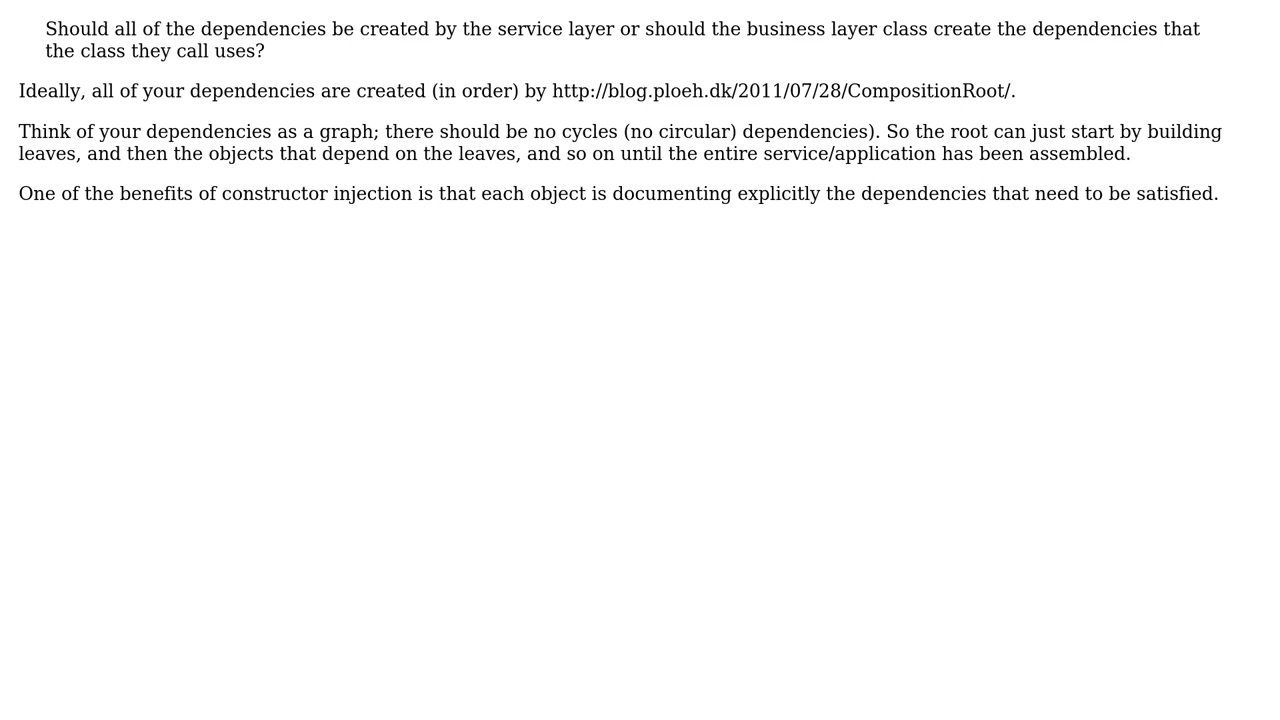 Should all of the dependencies be created by the service layer or should the business layer class create the dependencies that
the class they call uses?
Ideally, all of your dependencies are created (in order) by http://blog.ploeh.dk/2011/07/28/CompositionRoot/.
Think of your dependencies as a graph; there should be no cycles (no circular) dependencies). So the root can just start by building
leaves, and then the objects that depend on the leaves, and so on until the entire service/application has been assembled.
One of the benefits of constructor injection is that each object is documenting explicitly the dependencies that need to be satisfied.